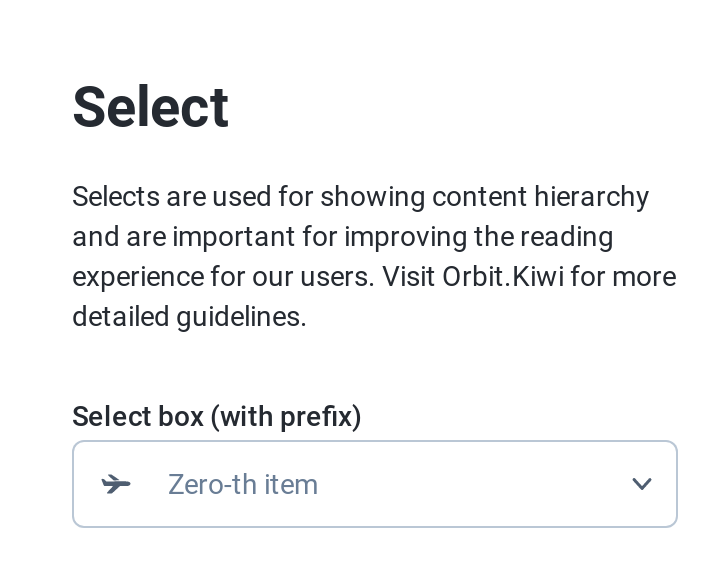 Select
Selects are used for showing content hierarchy
and are important for improving the reading
experience for our users. Visit Orbit.Kiwi for more
detailed guidelines.
Select box (with prefix)
Zero-th item